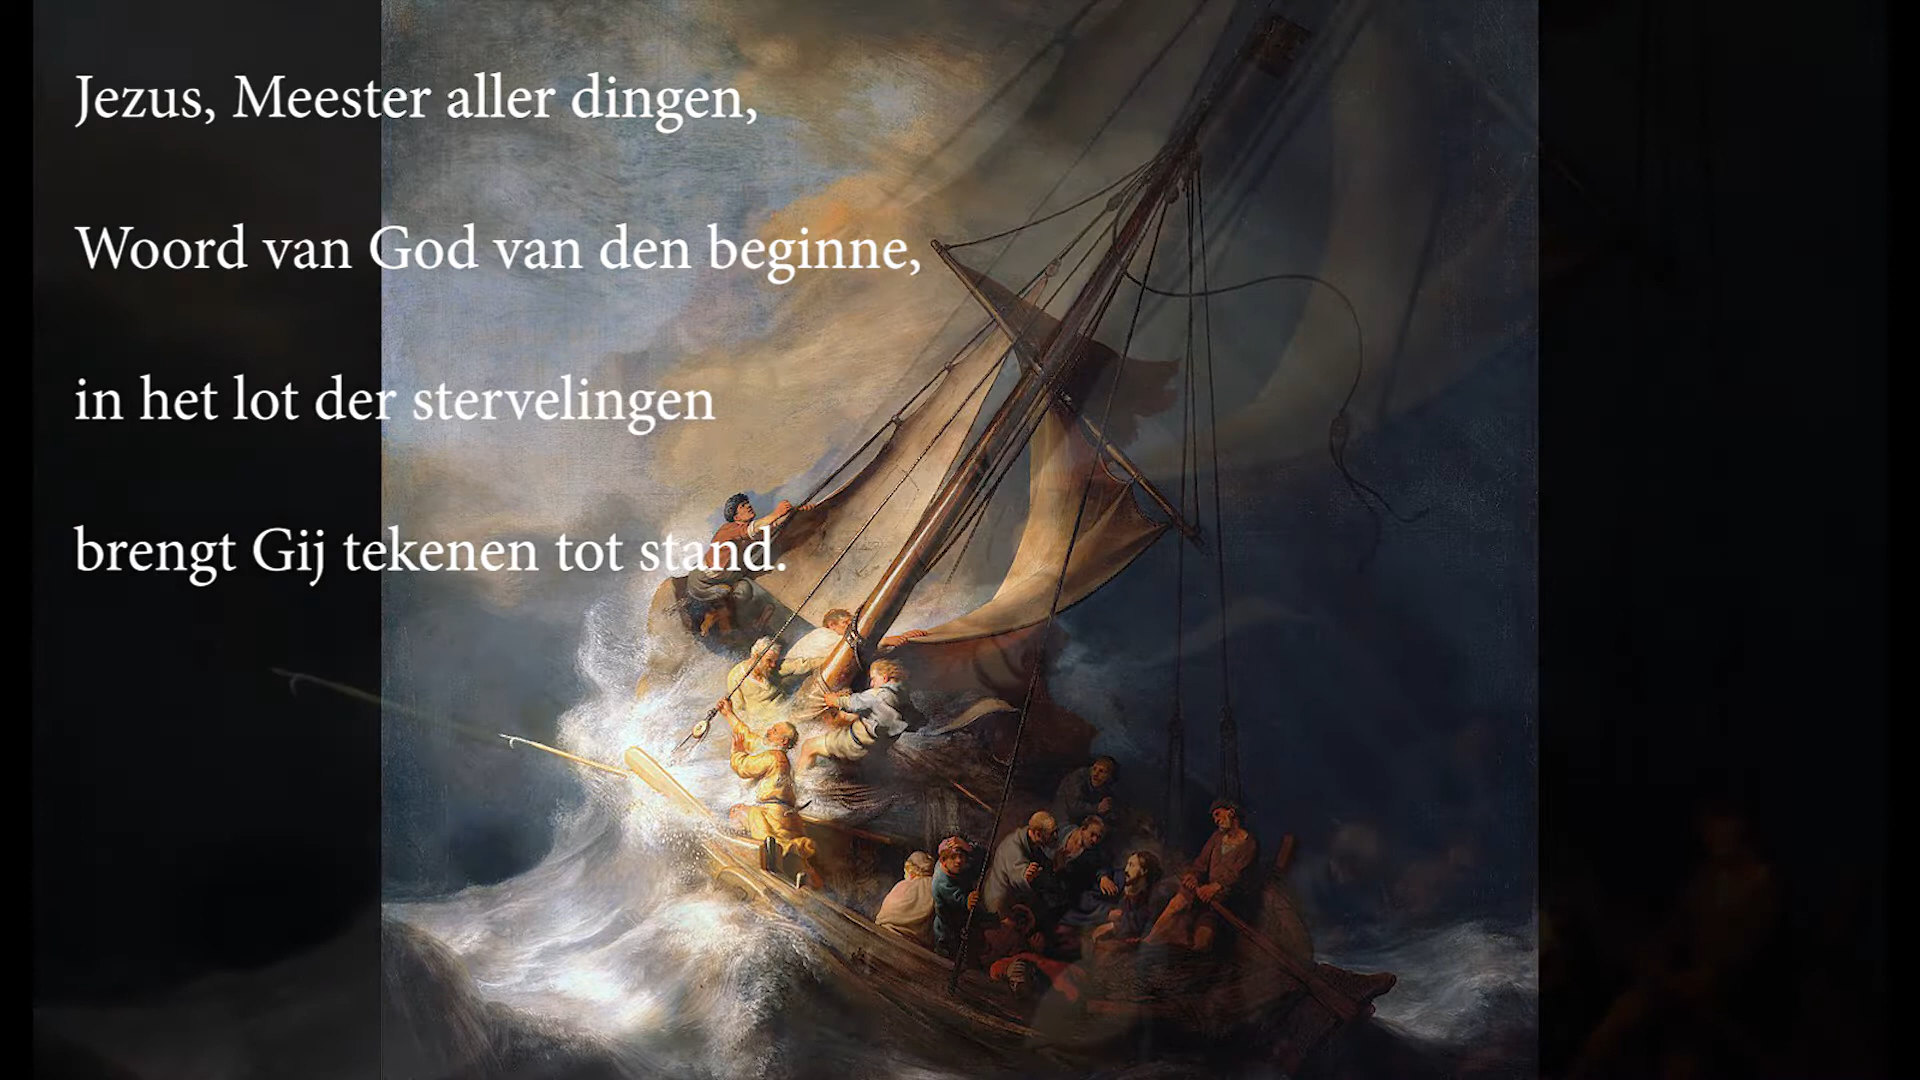 Jezus, Meester aller dingen,
Woord van God van den beginne,
in het lot der stervelingen
brengt Gij tekenen tot stand.